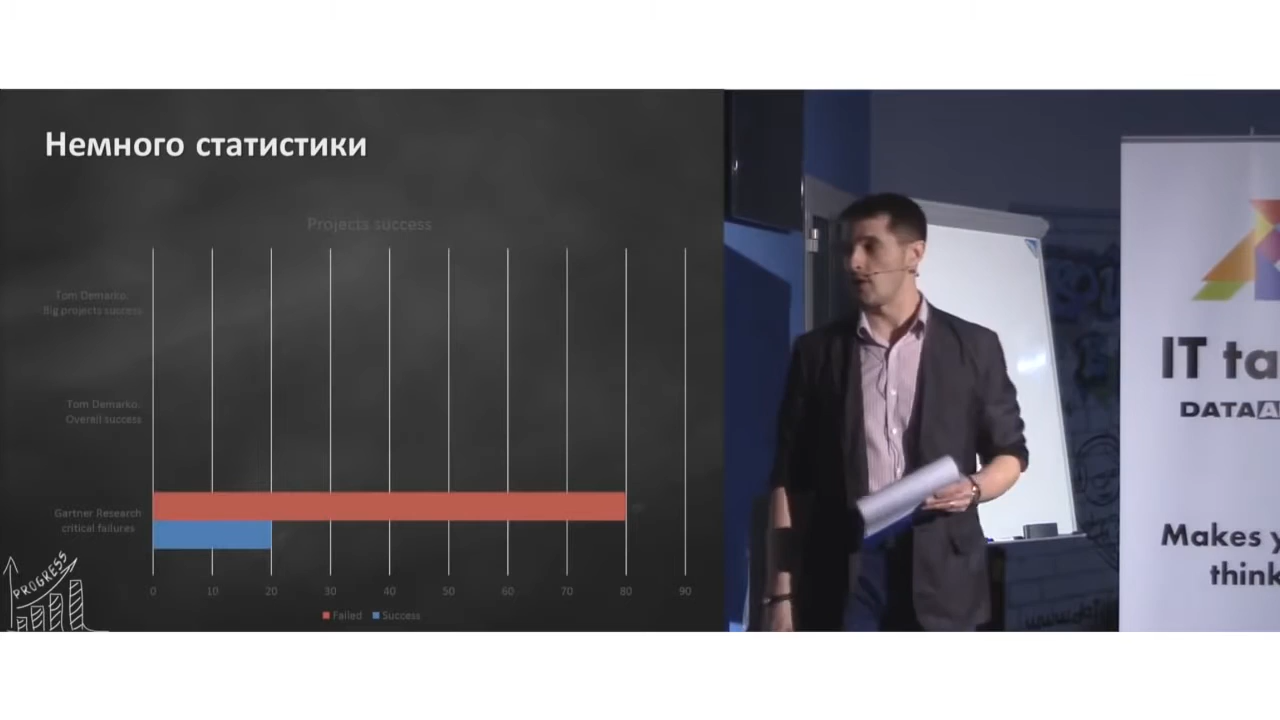 Немного статистики
Projects success
Tom Demarko.
Big projects success
Tom Demarko.
Overall success
Gartner Research
critical failures
0 10 20 30 40 50 60 70 80 90
Failed Success
PROGRESS
IT ta
DATAA
Makes y
think